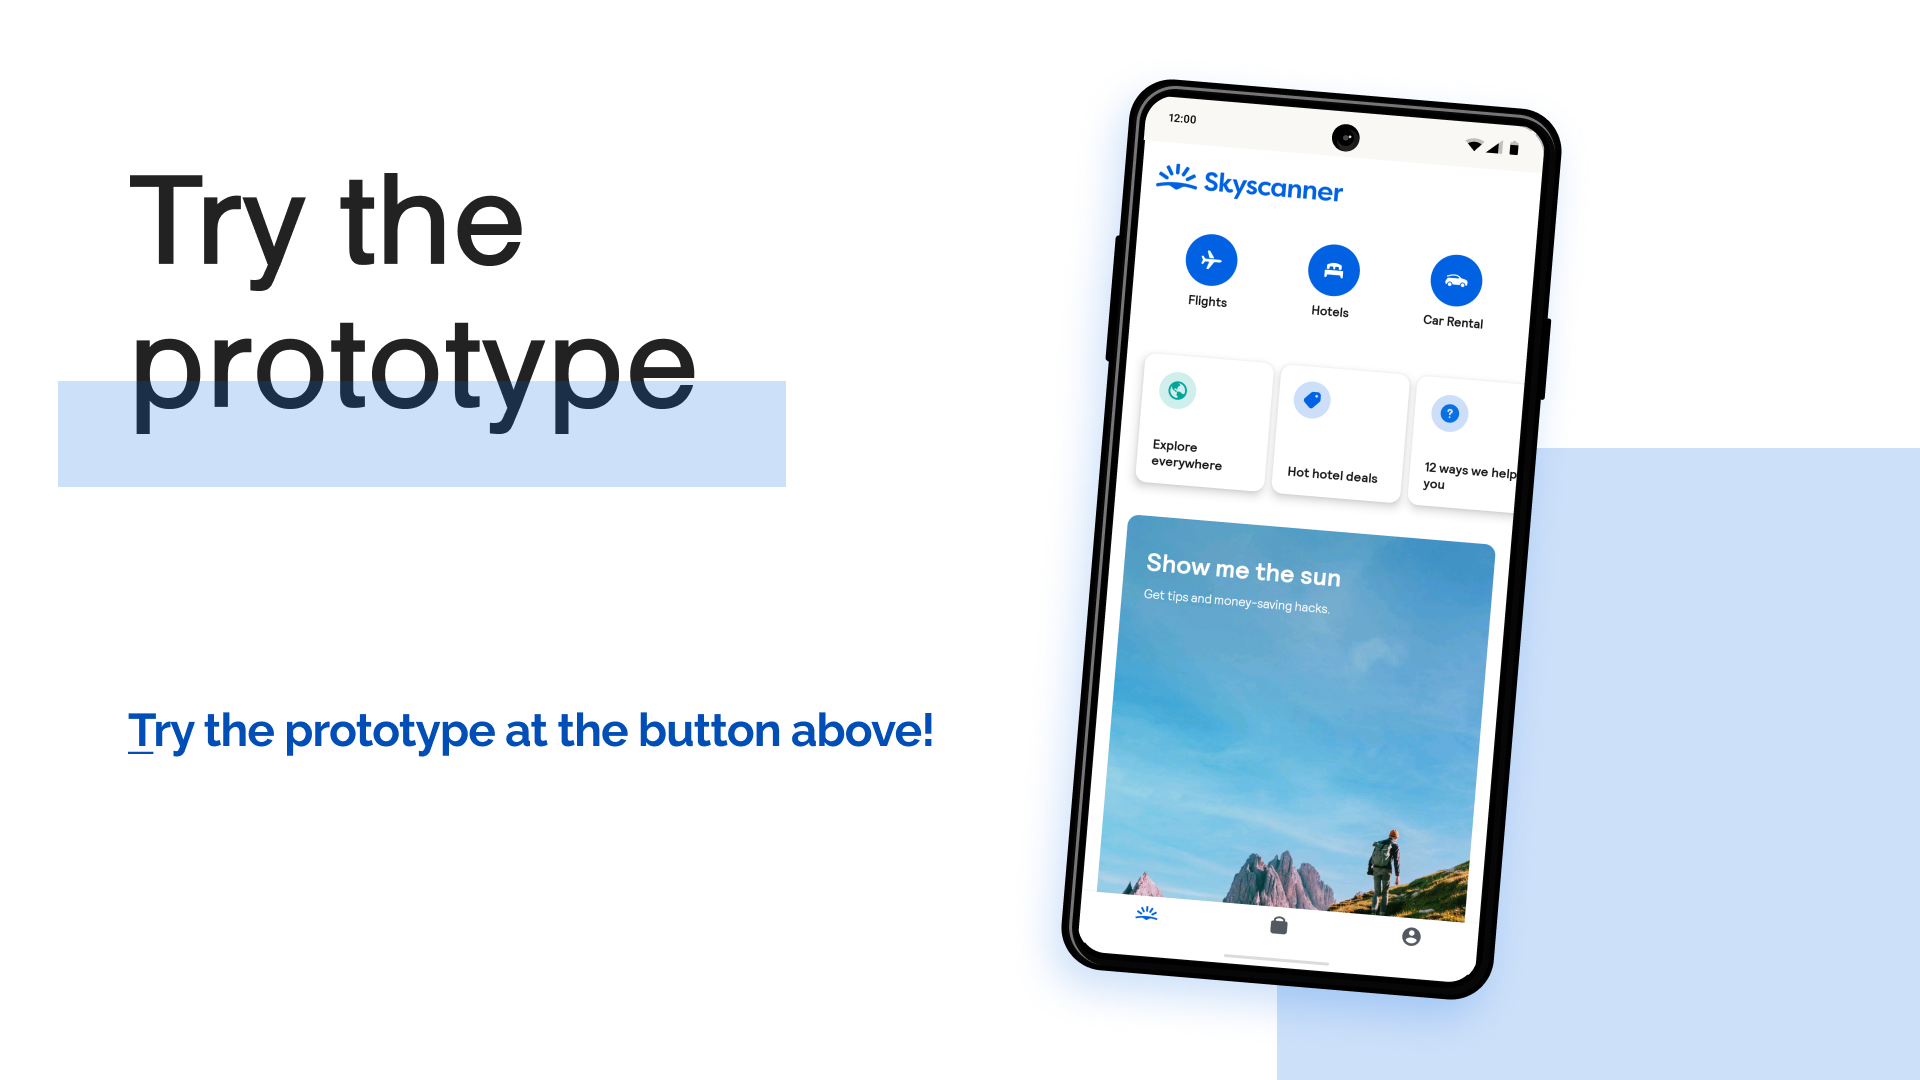 Try the
prototype
Try the prototype at the button above!
12:00
Skyscanner
Flights
Hotels
Car Rental
Explore
everywhere
Hot hotel deals
12 ways we help
you
Show me the sun
Get tips and money-saving hacks.